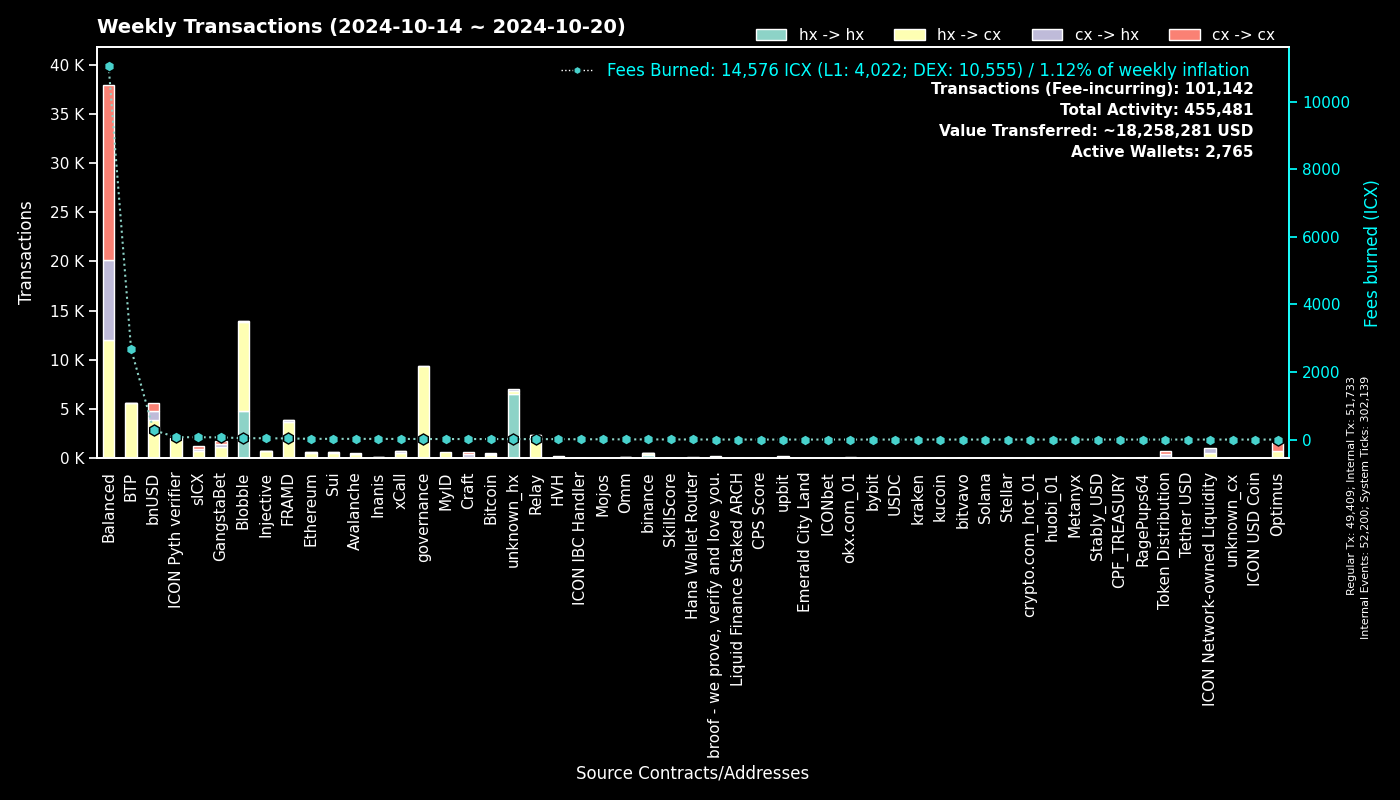 Weekly Transactions (2024-10-14 ~ 2024-10-20)
hx -> hx
hx -> cx
cx -> hx
cx -> cx
Fees Burned: 14,576 ICX (L1: 4,022; DEX: 10,555) / 1.12% of weekly inflation
Transactions (Fee-incurring): 101,142
Total Activity: 455,481
Value Transferred: ~18,258,281 USD
Active Wallets: 2,765
Transactions
40 K
35 K
30 K
25 K
20 K
15 K
10 K
5 K
0 K
10000
8000
6000
4000
2000
0
Fees burned (ICX)
Regular Tx: 49,409; Internal Tx: 51,733
Internal Events: 52,200; System Ticks: 302,139
Balanced
BTP
bnUSD
ICON Pyth verifier
sICX
GangstaBet
Blobble
Injective
FRAMD
Ethereum
Sui
Avalanche
Inanis
xCall
governance
MyID
Craft
Bitcoin
unknown_hx
Relay
HVH
ICON IBC Handler
Mojos
Omm
binance
SkillScore
Hana Wallet Router
broof - we prove, verify and love you.
Liquid Finance Staked ARCH
CPS Score
upbit
Emerald City Land
ICONbet
okx.com_01
bybit
USDC
kraken
kucoin
bitvavo
Solana
Stellar
crypto.com_hot_01
huobi_01
Metanyx
Stably_USD
CPF_TREASURY
RagePups64
Token Distribution
Tether USD
ICON Network-owned Liquidity
unknown_cx
ICON USD Coin
Optimus
Source Contracts/Addresses